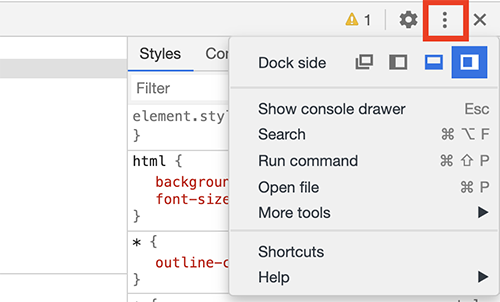 1
Styles
Co
Dock side
Filter
element.sty
}
Show console drawer Esc
Search ⌘ ⌥ F
html {
Run command ⌘ ⇧ P
backgroun
font-size
Open file ⌘ P
}
More tools ▶
* {
outline-c
}
Shortcuts
Help ▶